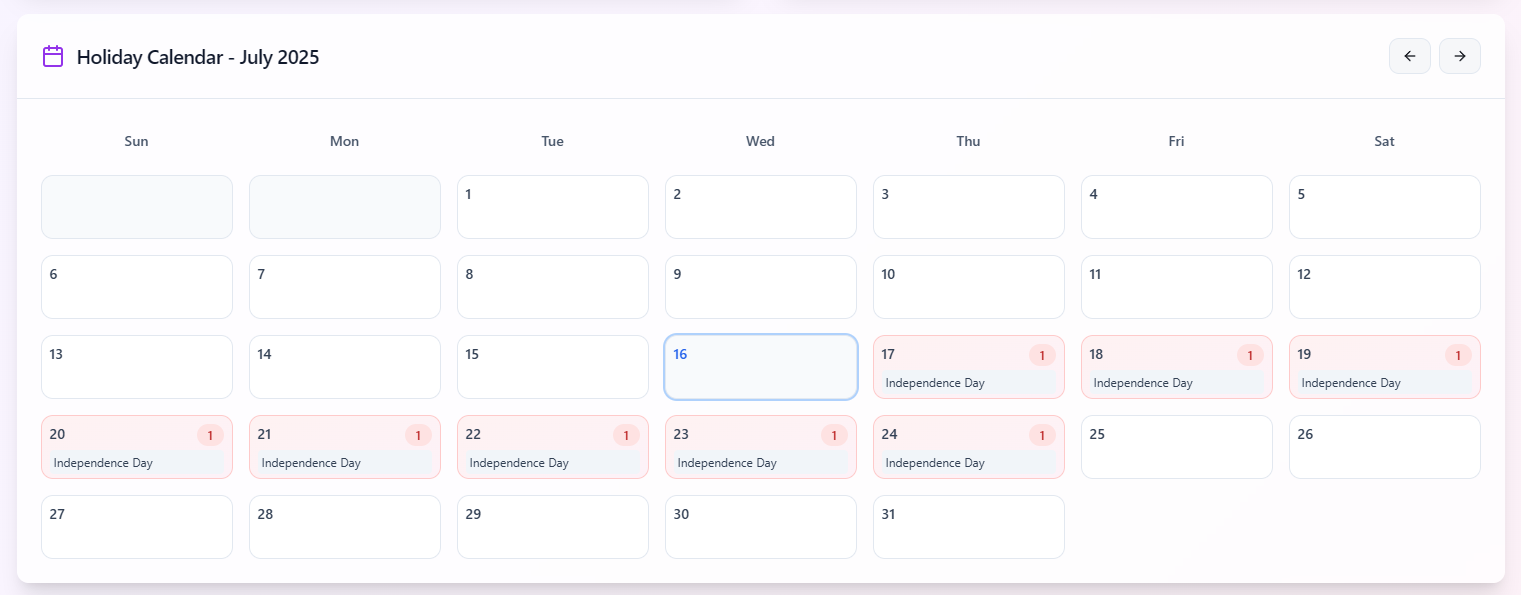 Holiday Calendar - July 2025
Sun Mon Tue Wed Thu Fri Sat
1 2 3 4 5
6 7 8 9 10 11 12
13 14 15 16 17 1 18 1 19 1
Independence Day Independence Day Independence Day
20 1 21 1 22 1 23 1 24 1 25 26
Independence Day Independence Day Independence Day Independence Day Independence Day
27 28 29 30 31